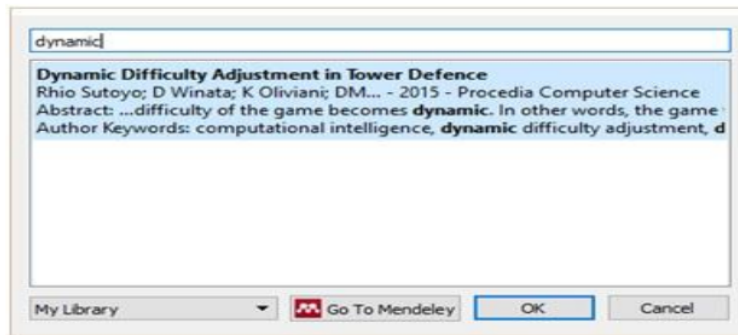 dynamic
Dynamic Difficulty Adjustment in Tower Defence
Rhio Sutoyo; D Winata; K Oliviani; DM... - 2015 - Procedia Computer Science
Abstract: ...difficulty of the game becomes dynamic. In other words, the game
Author Keywords: computational intelligence, dynamic difficulty adjustment, d
My Library
Go To Mendeley
OK
Cancel